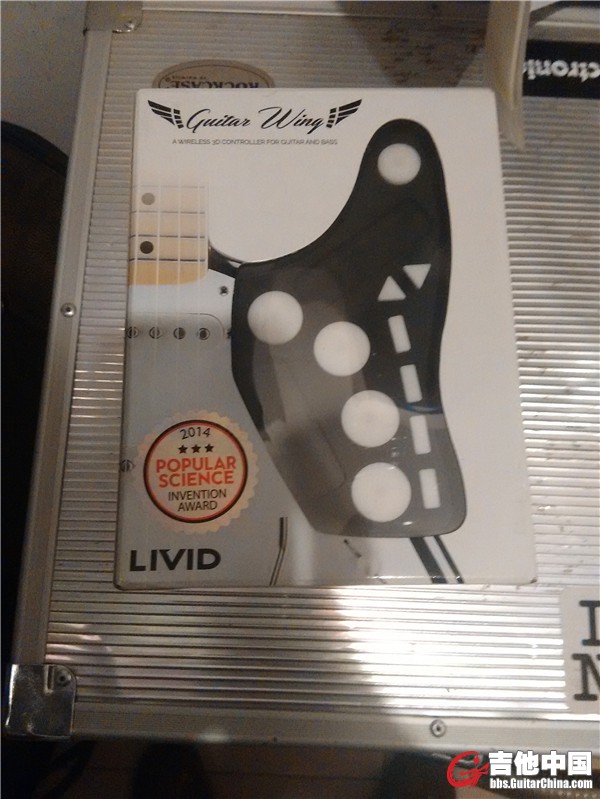 ROCKCASE
ctronic
Guitar Wing
A WIRELESS 3D CONTROLLER FOR GUITAR AND BASS
2014
POPULAR
SCIENCE
INVENTION
AWARD
LIVID
吉他中国
bbs.GuitarChina.com